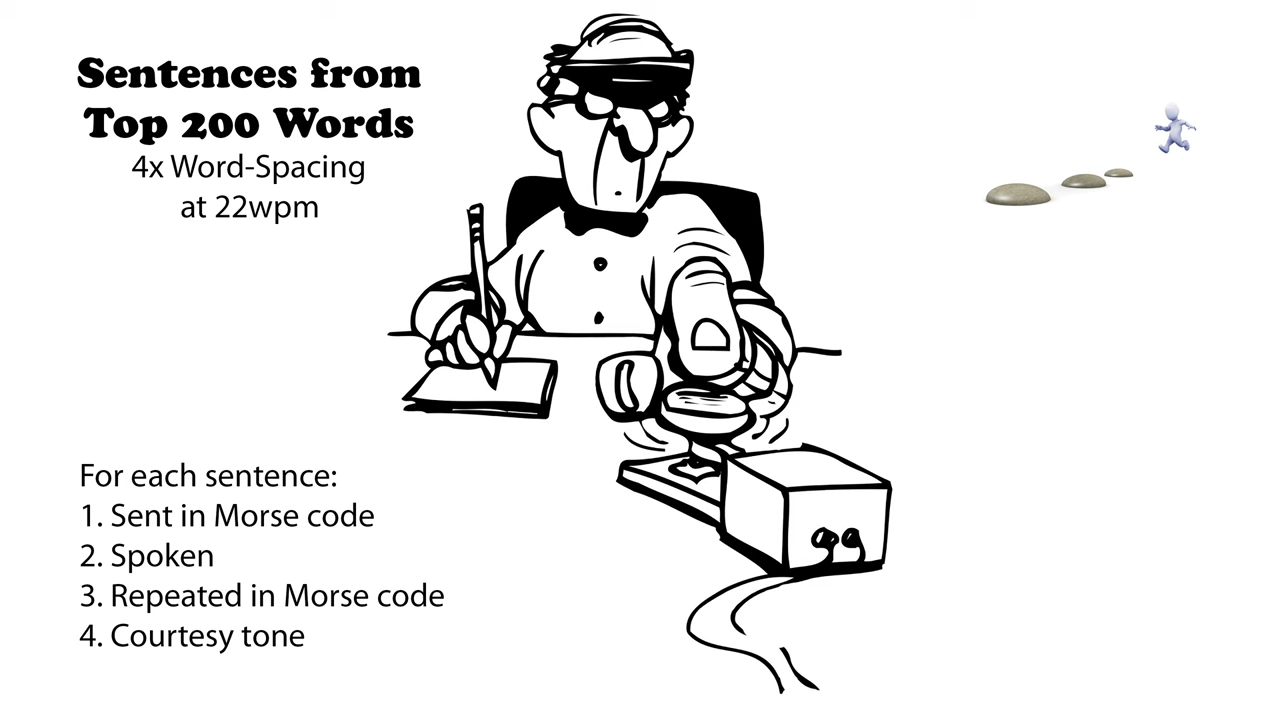 Sentences from
Top 200 Words
4x Word-Spacing
at 22wpm
For each sentence:
1. Sent in Morse code
2. Spoken
3. Repeated in Morse code
4. Courtesy tone